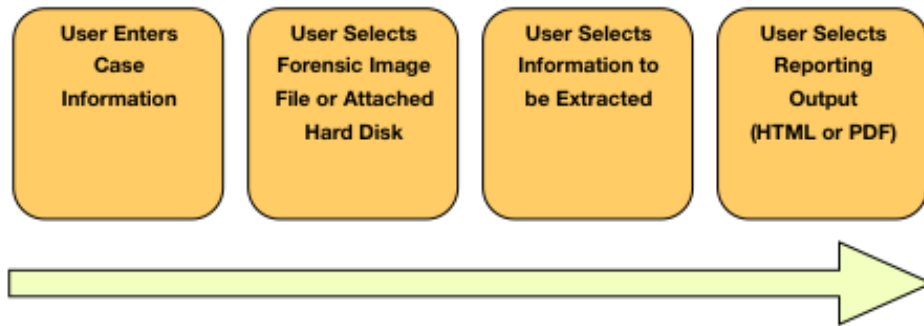 User Enters
Case
Information
User Selects
Forensic Image
File or Attached
Hard Disk
User Selects
Information to
be Extracted
User Selects
Reporting
Output
(HTML or PDF)